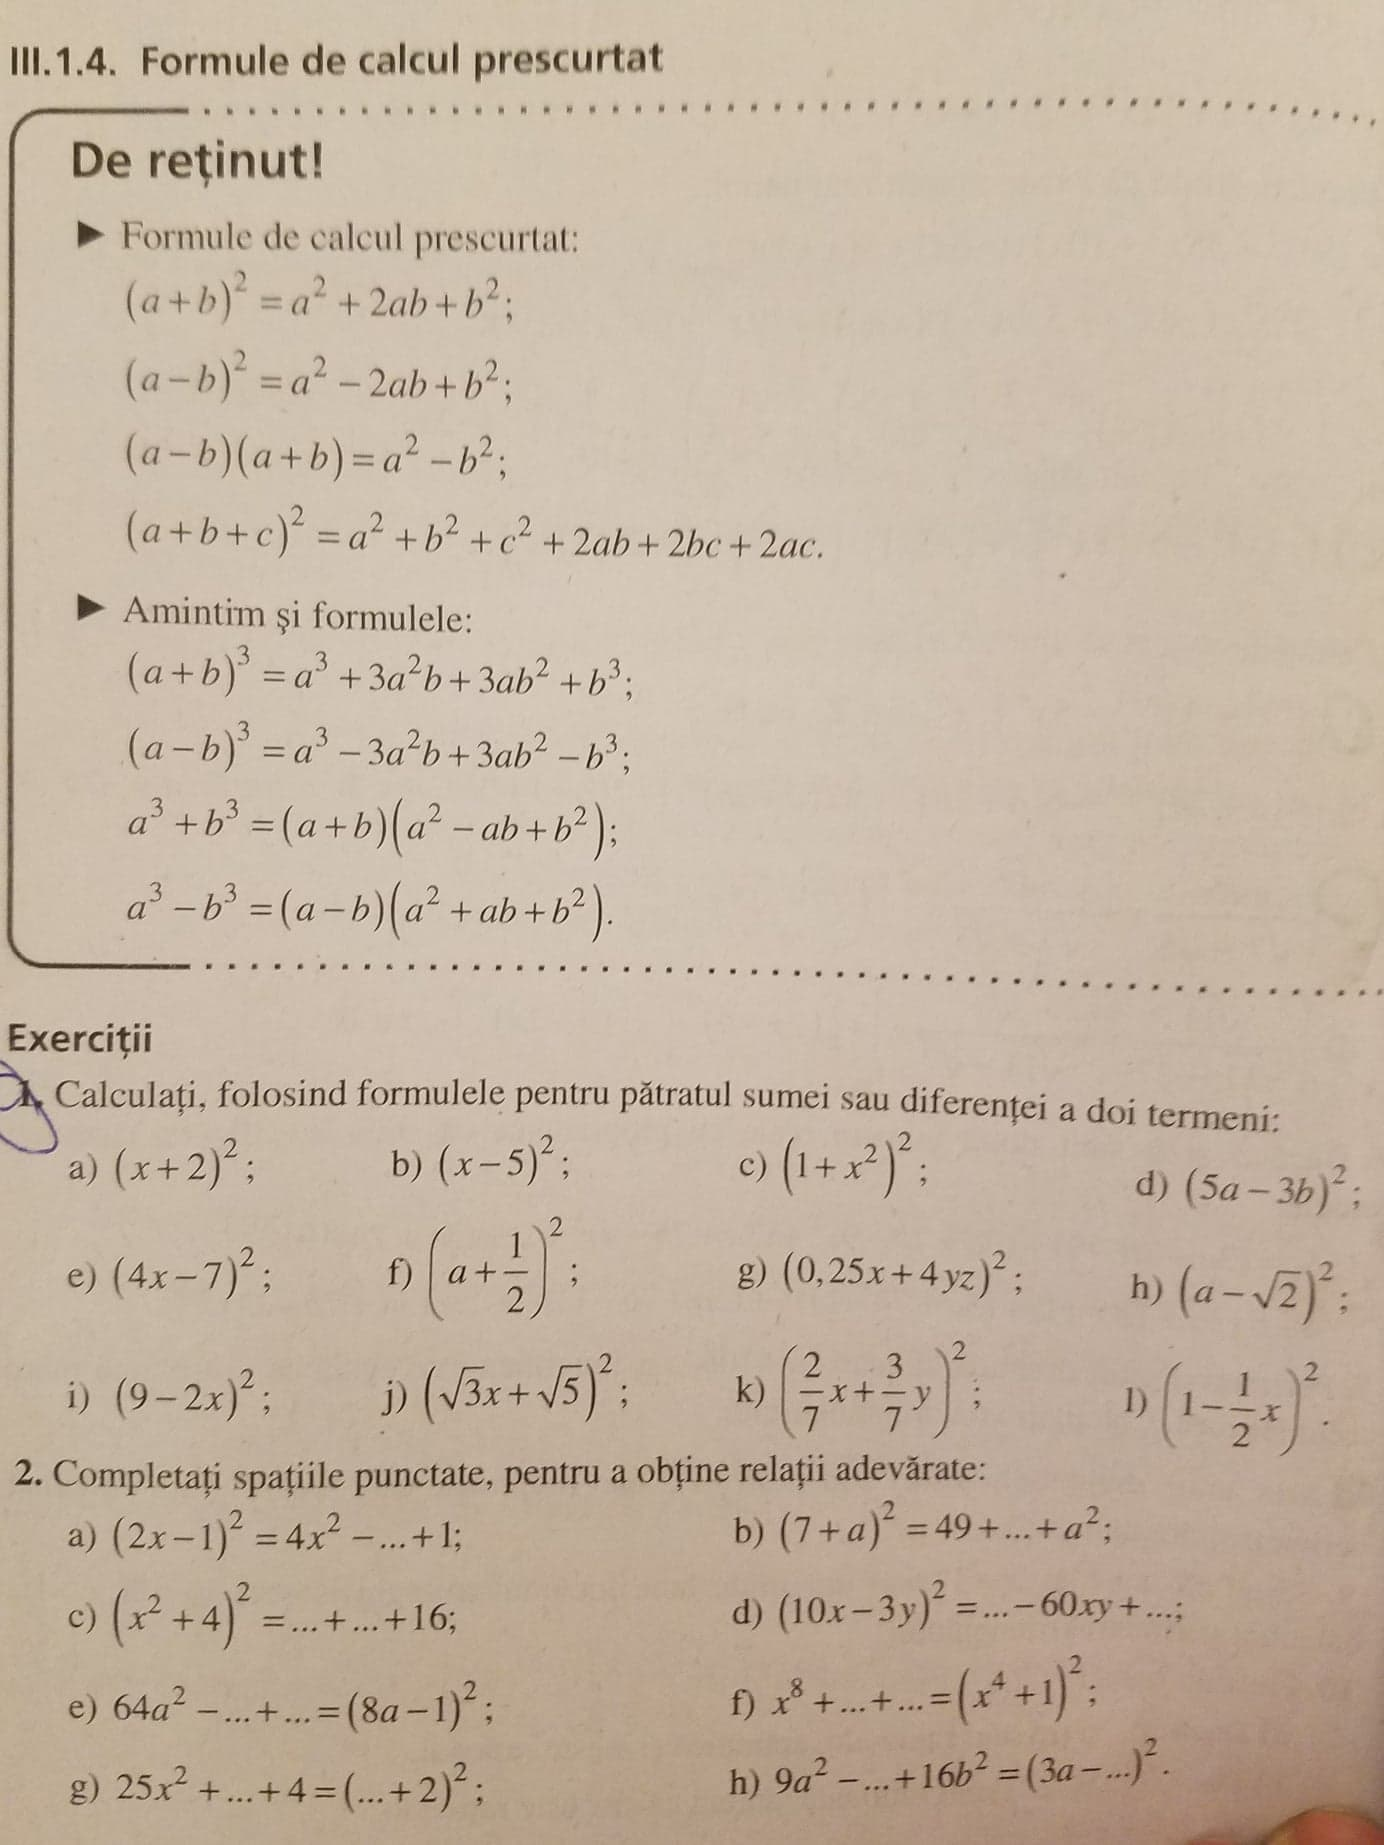 III.1.4. Formule de calcul prescurtat
De reținut!
► Formule de calcul prescurtat:
(a+b)² = a² + 2ab + b²;
(a−b)² = a² − 2ab + b²;
(a−b)(a+b) = a² − b²;
(a+b+c)² = a² + b² + c² + 2ab + 2bc + 2ac.
► Amintim și formulele:
(a+b)³ = a³ + 3a²b + 3ab² + b³;
(a−b)³ = a³ − 3a²b + 3ab² − b³;
a³ + b³ = (a+b)(a² − ab + b²);
a³ − b³ = (a−b)(a² + ab + b²).
Exerciții
1. Calculați, folosind formulele pentru pătratul sumei sau diferenței a doi termeni:
a) (x+2)²; b) (x−5)²; c) (1+x²)²; d) (5a−3b)²;
e) (4x−7)²; f) (a+1/2)²; g) (0,25x+4yz)²; h) (a−√2)²;
i) (9−2x)²; j) (√3x+√5)²; k) (2/7x+3/7y)²; l) (1−1/2x)².
2. Completați spațiile punctate, pentru a obține relații adevărate:
a) (2x−1)² = 4x² − ... + 1; b) (7+a)² = 49 + ... + a²;
c) (x²+4)² = ... + ... + 16; d) (10x−3y)² = ... − 60xy + ...;
e) 64a² − ... + ... = (8a−1)²; f) x⁸ + ... + ... = (x⁴+1)²;
g) 25x² + ... + 4 = (... + 2)²; h) 9a² − ... + 16b² = (3a − ...)².